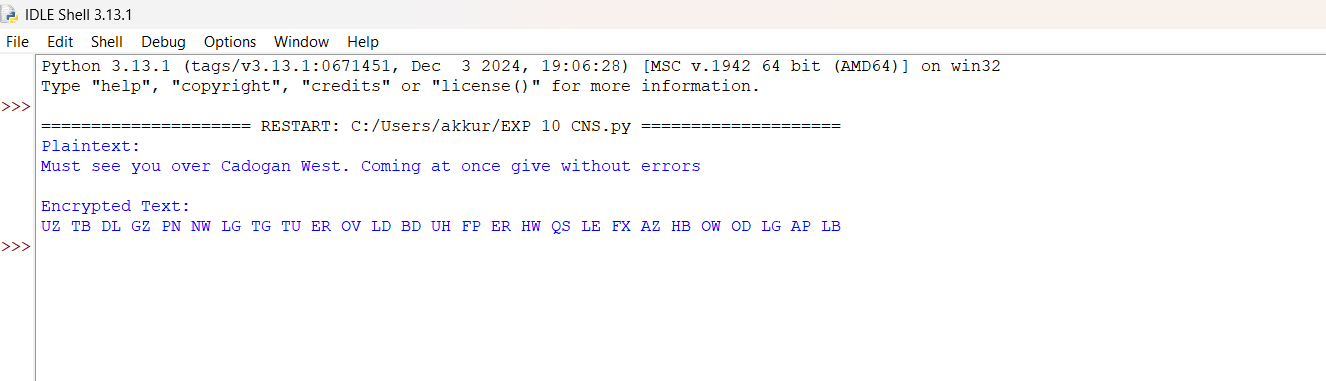 IDLE Shell 3.13.1
File Edit Shell Debug Options Window Help
Python 3.13.1 (tags/v3.13.1:0671451, Dec  3 2024, 19:06:28) [MSC v.1942 64 bit (AMD64)] on win32
Type "help", "copyright", "credits" or "license()" for more information.
>>>
===================== RESTART: C:/Users/akkur/EXP 10 CNS.py ====================
Plaintext:
Must see you over Cadogan West. Coming at once give without errors
Encrypted Text:
UZ TB DL GZ PN NW LG TG TU ER OV LD BD UH FP ER HW QS LE FX AZ HB OW OD LG AP LB
>>>